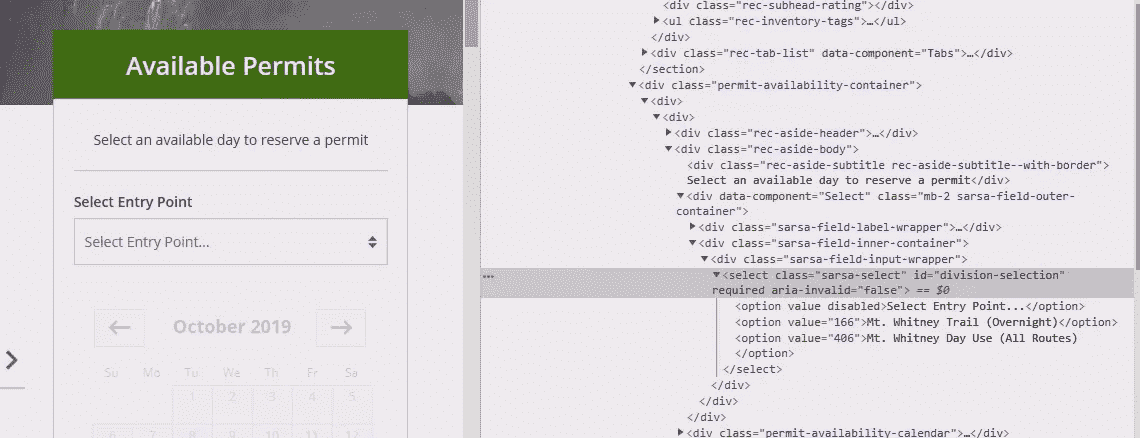 Available Permits
Select an available day to reserve a permit
Select Entry Point
Select Entry Point...
October 2019
Su Mo Tu We Th Fr Sa
1 2 3 4 5
6 7 8 9 10 11 12
<div class="rec-subhead-rating"></div>
<ul class="rec-inventory-tags">…</ul>
</div>
<div class="rec-tab-list" data-component="Tabs">…</div>
</section>
<div class="permit-availability-container">
<div>
<div>
<div class="rec-aside-header">…</div>
<div class="rec-aside-body">
<div class="rec-aside-subtitle rec-aside-subtitle--with-border">
Select an available day to reserve a permit</div>
<div data-component="Select" class="mb-2 sarsa-field-outer-
container">
<div class="sarsa-field-label-wrapper">…</div>
<div class="sarsa-field-inner-container">
<div class="sarsa-field-input-wrapper">
… <select class="sarsa-select" id="division-selection"
required aria-invalid="false"> == $0
<option value disabled>Select Entry Point...</option>
<option value="166">Mt. Whitney Trail (Overnight)</option>
<option value="406">Mt. Whitney Day Use (All Routes)
</option>
</select>
</div>
</div>
</div>
<div class="permit-availability-calendar">…</div>